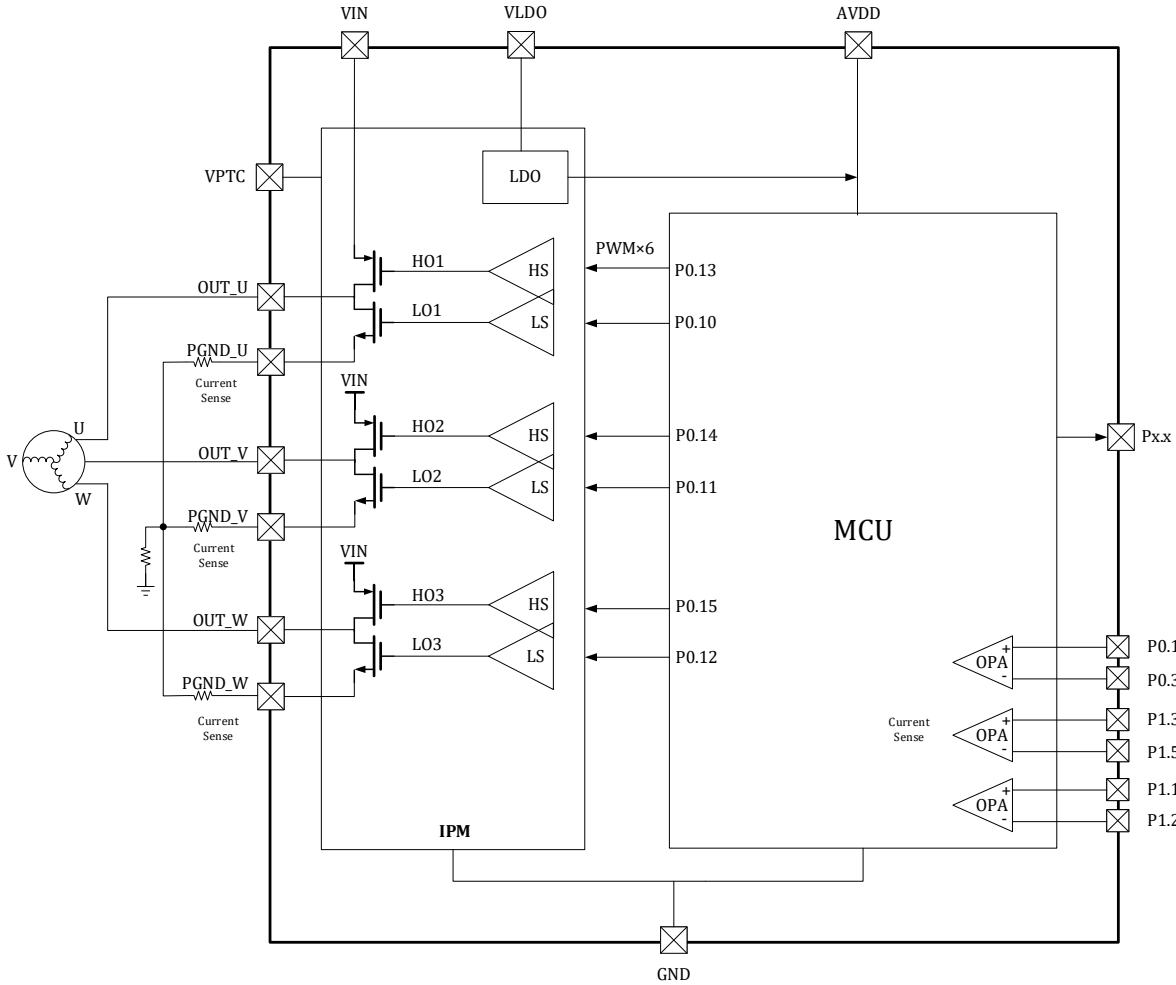 VIN
VLDO
AVDD
VPTC
LDO
PWM×6
HO1
HS
P0.13
OUT_U
LO1
LS
P0.10
PGND_U
Current
Sense
VIN
U
HO2
HS
P0.14
Px.x
V
OUT_V
W
LO2
LS
P0.11
PGND_V
Current
Sense
MCU
VIN
HO3
HS
P0.15
OUT_W
LO3
LS
P0.12
PGND_W
Current
Sense
+
OPA
-
P0.1
P0.3
Current
Sense
+
OPA
-
P1.3
P1.5
+
OPA
-
P1.1
P1.2
IPM
GND